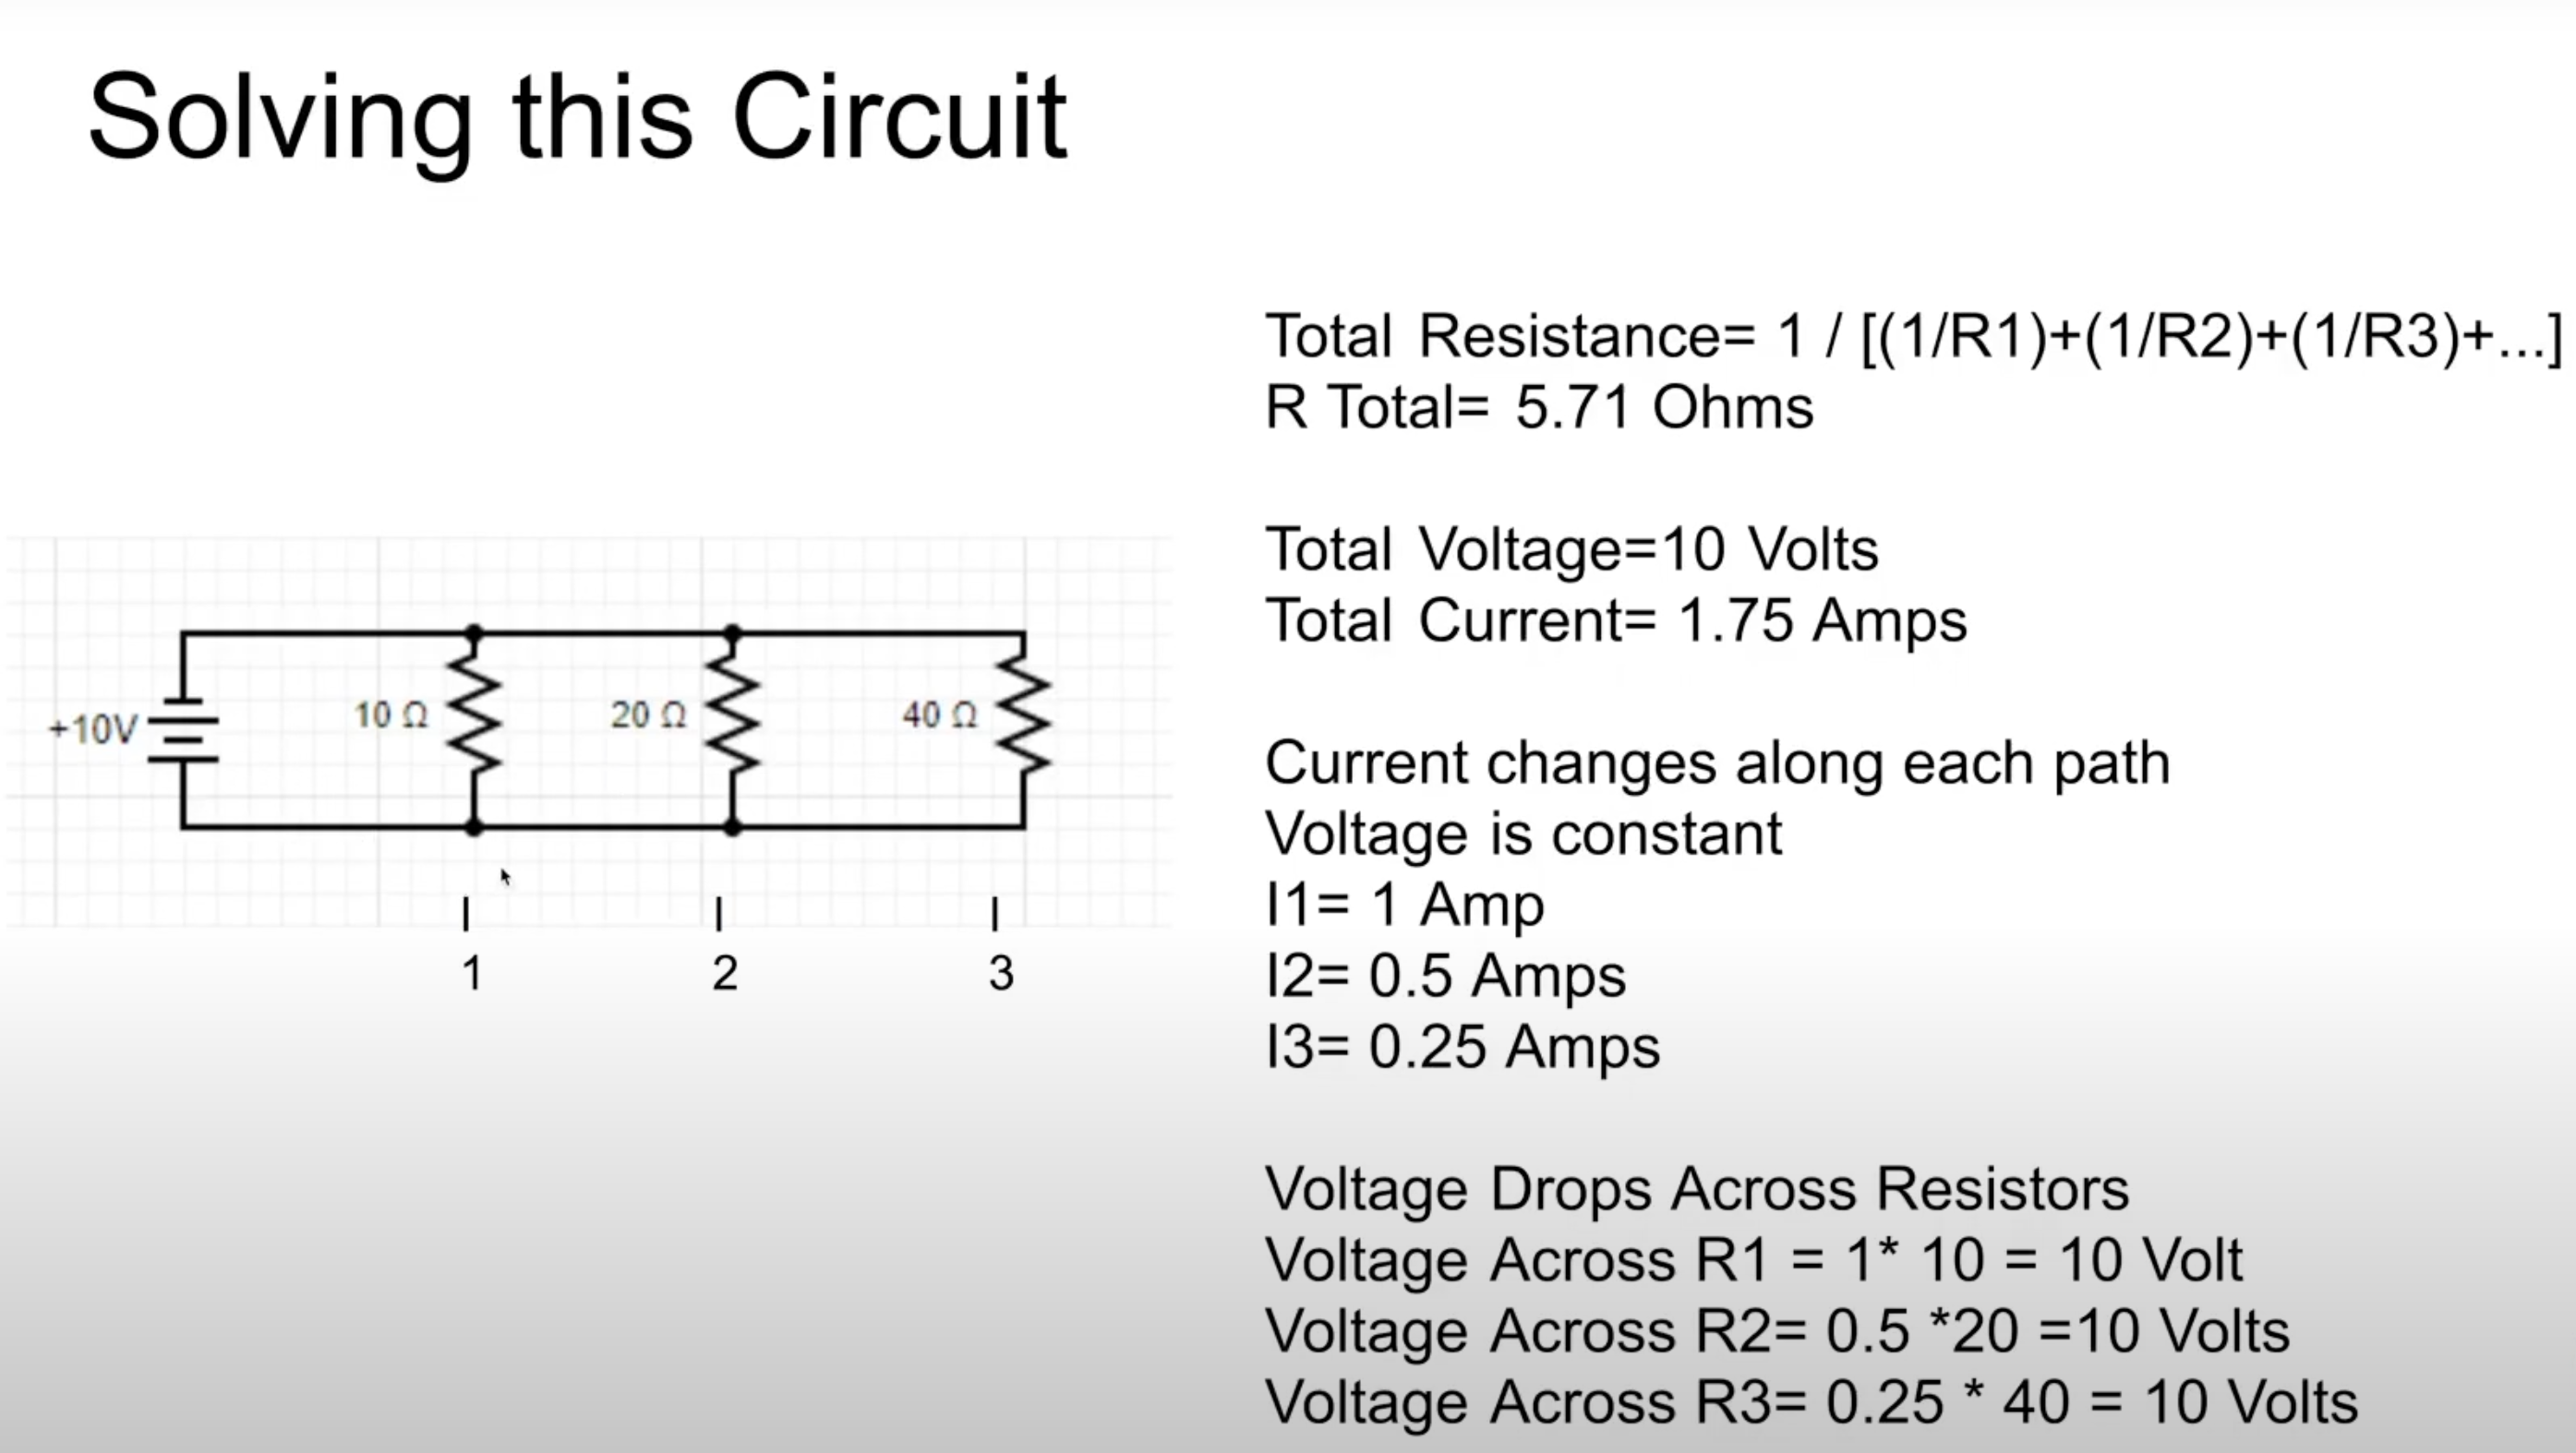 Solving this Circuit
Total Resistance= 1 / [(1/R1)+(1/R2)+(1/R3)+...]
R Total= 5.71 Ohms
Total Voltage=10 Volts
Total Current= 1.75 Amps
Current changes along each path
Voltage is constant
I1= 1 Amp
I2= 0.5 Amps
I3= 0.25 Amps
Voltage Drops Across Resistors
Voltage Across R1 = 1* 10 = 10 Volt
Voltage Across R2= 0.5 *20 =10 Volts
Voltage Across R3= 0.25 * 40 = 10 Volts
+10V
10 Ω
20 Ω
40 Ω
1
2
3